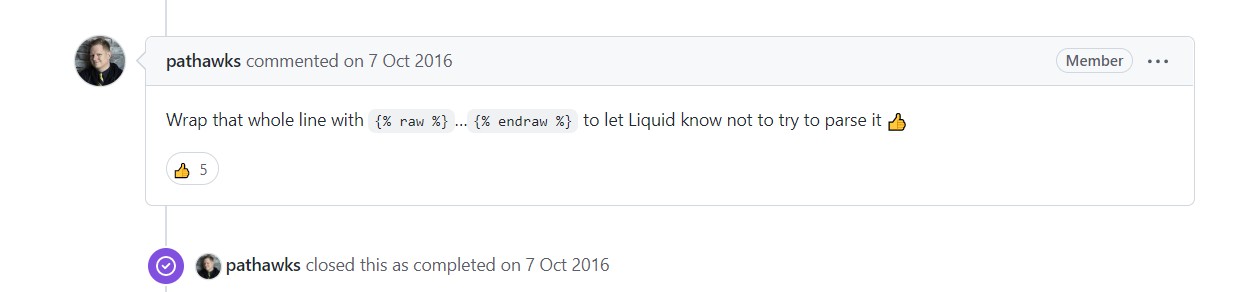 pathawks commented on 7 Oct 2016 Member ...
Wrap that whole line with {% raw %}...{% endraw %} to let Liquid know not to try to parse it 👍
👍 5
pathawks closed this as completed on 7 Oct 2016